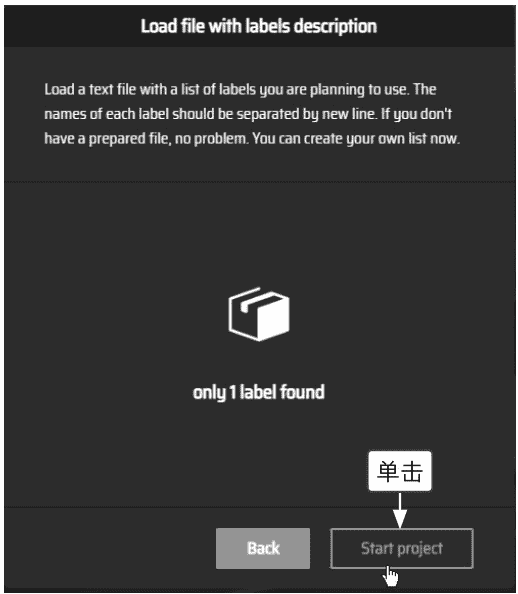 Load file with labels description
Load a text file with a list of labels you are planning to use. The
names of each label should be separated by new line. If you don't
have a prepared file, no problem. You can create your own list now.
only 1 label found
单击
Back
Start project